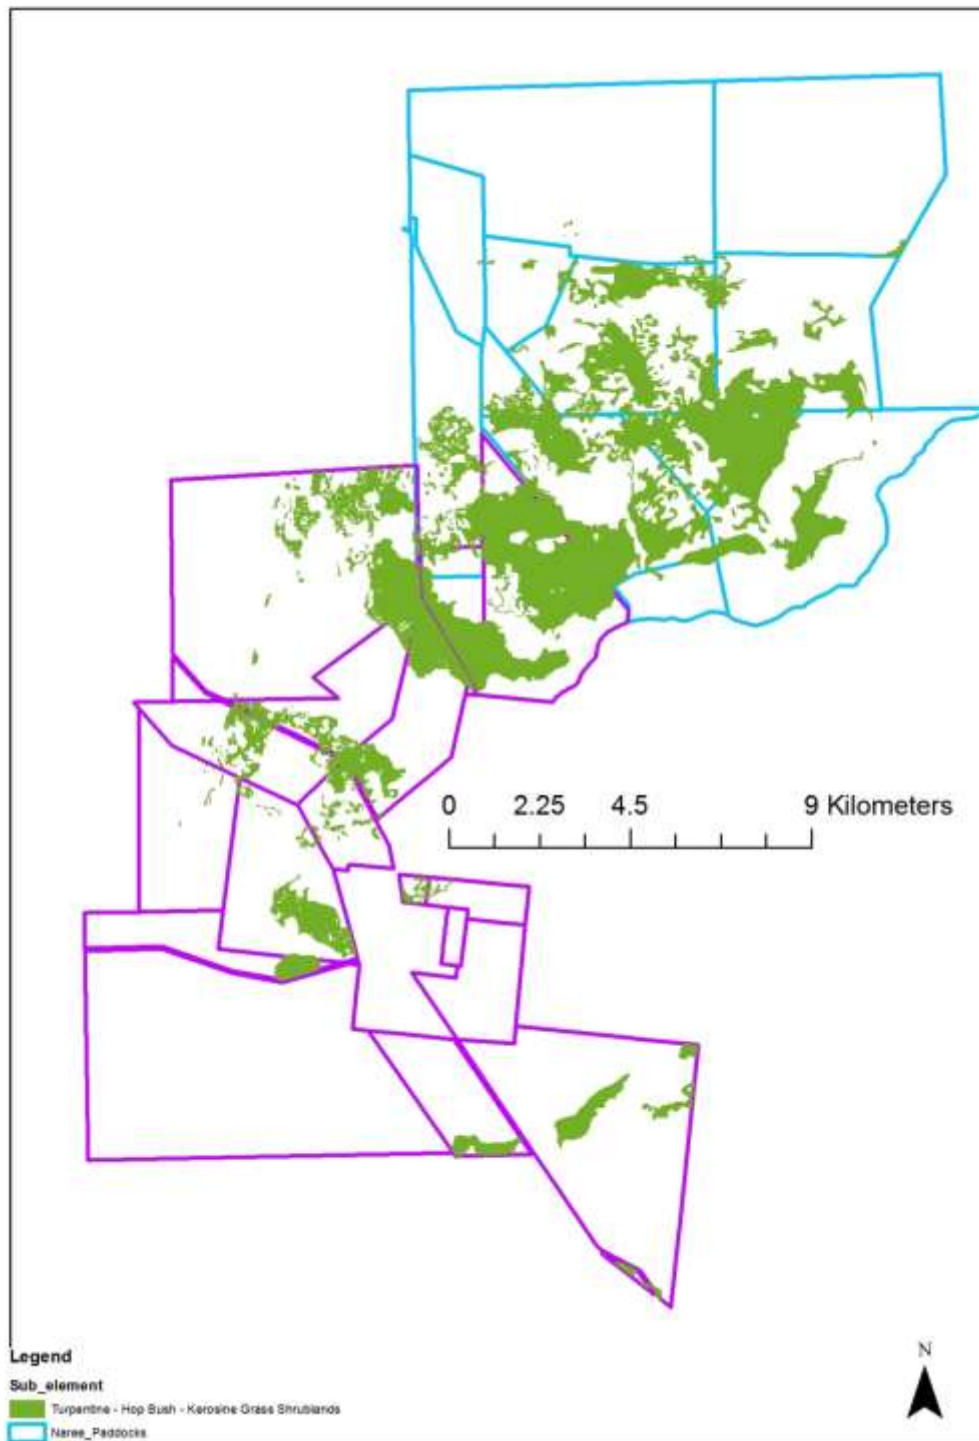 0 2.25 4.5 9 Kilometers
Legend
N
Sub_element
Turpentine - Hop Bush - Kerosine Grass Shrublands
Naree_Paddocks